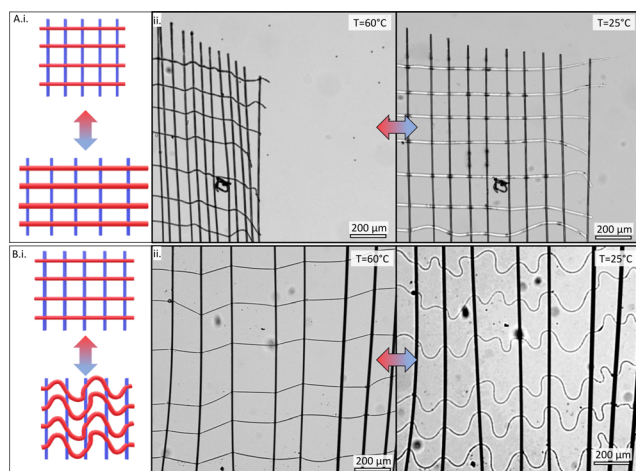 A.i.
ii.
T=60°C
T=25°C
200 µm
200 µm
B.i.
ii.
T=60°C
T=25°C
200 µm
200 µm